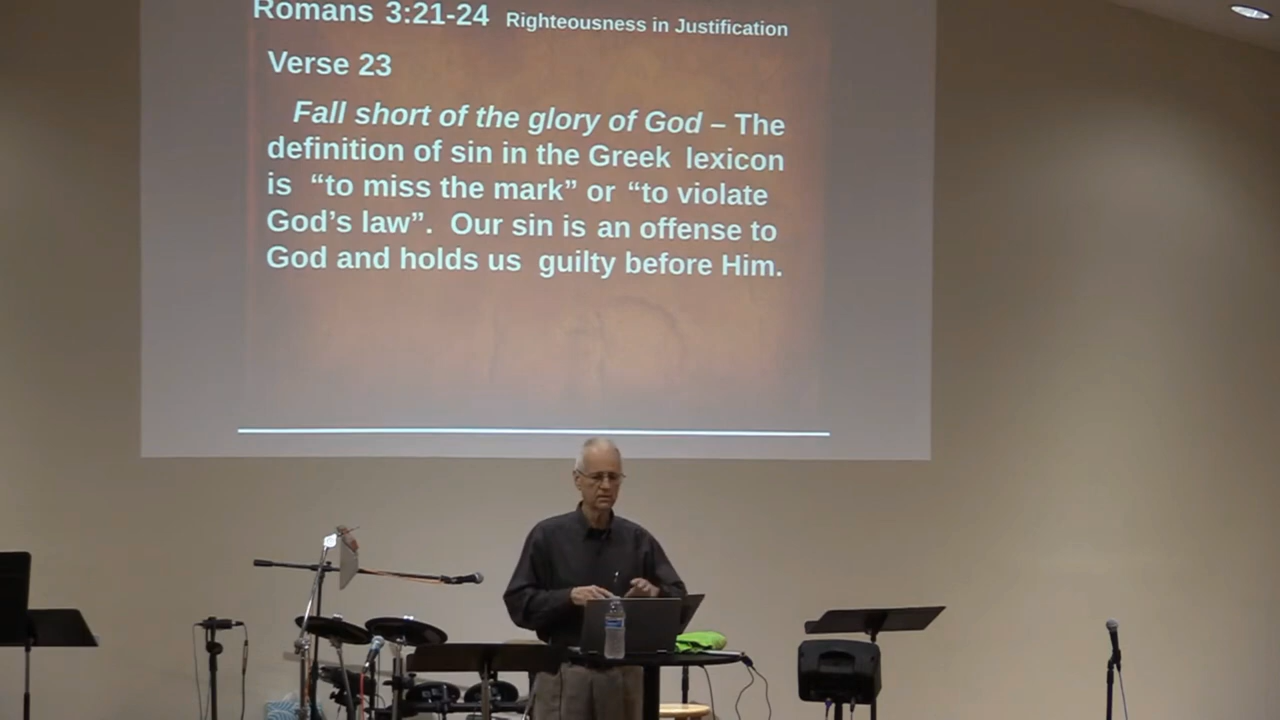 Romans 3:21-24 Righteousness in Justification
Verse 23
Fall short of the glory of God – The
definition of sin in the Greek lexicon
is “to miss the mark” or “to violate
God’s law”. Our sin is an offense to
God and holds us guilty before Him.